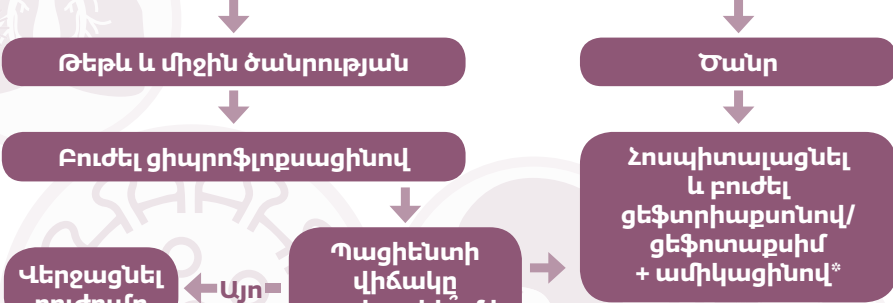 Թեթև և միջին ծանրության
Ծանր
Բուժել ցիպրոֆլոքսացինով
Հոսպիտալացնել
և բուժել
ցեֆտրիաքսոնով/
ցեֆոտաքսիմ
+ ամիկացինով*
Պացիենտի
վիճակը
Այո
Վերջացնել